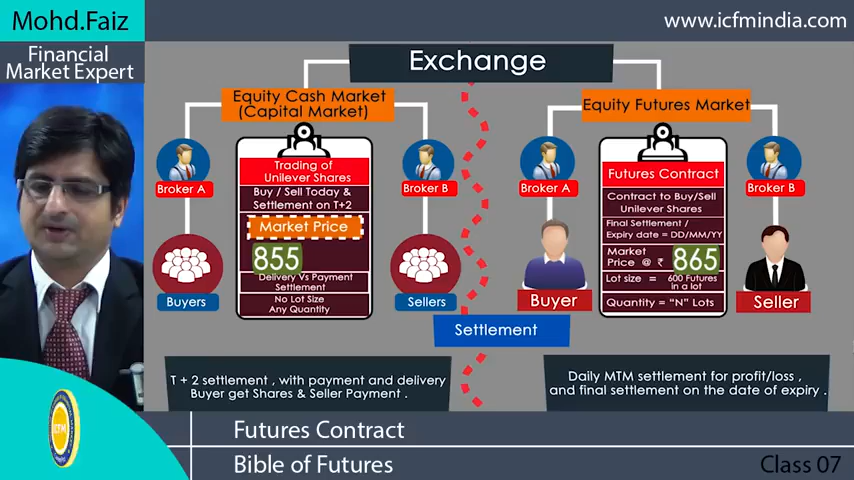 Mohd.Faiz
Financial
Market Expert
www.icfmindia.com
Exchange
Equity Cash Market
(Capital Market)
Broker A
Broker B
Trading of
Unilever Shares
Buy / Sell Today &
Settlement on T+2
Market Price
855
Delivery Vs Payment
Settlement
No Lot Size
Any Quantity
Buyers
Sellers
Equity Futures Market
Broker A
Broker B
Futures Contract
Contract to Buy/Sell
Unilever Shares
Final Settlement /
Expiry date = DD/MM/YY
Market
Price @ ₹ 865
Lot size = 600 Futures
in a lot
Quantity = "N" Lots
Buyer
Seller
Settlement
T + 2 settlement , with payment and delivery
Buyer get Shares & Seller Payment .
Daily MTM settlement for profit/loss ,
and final settlement on the date of expiry .
ICFM
Futures Contract
Bible of Futures
Class 07